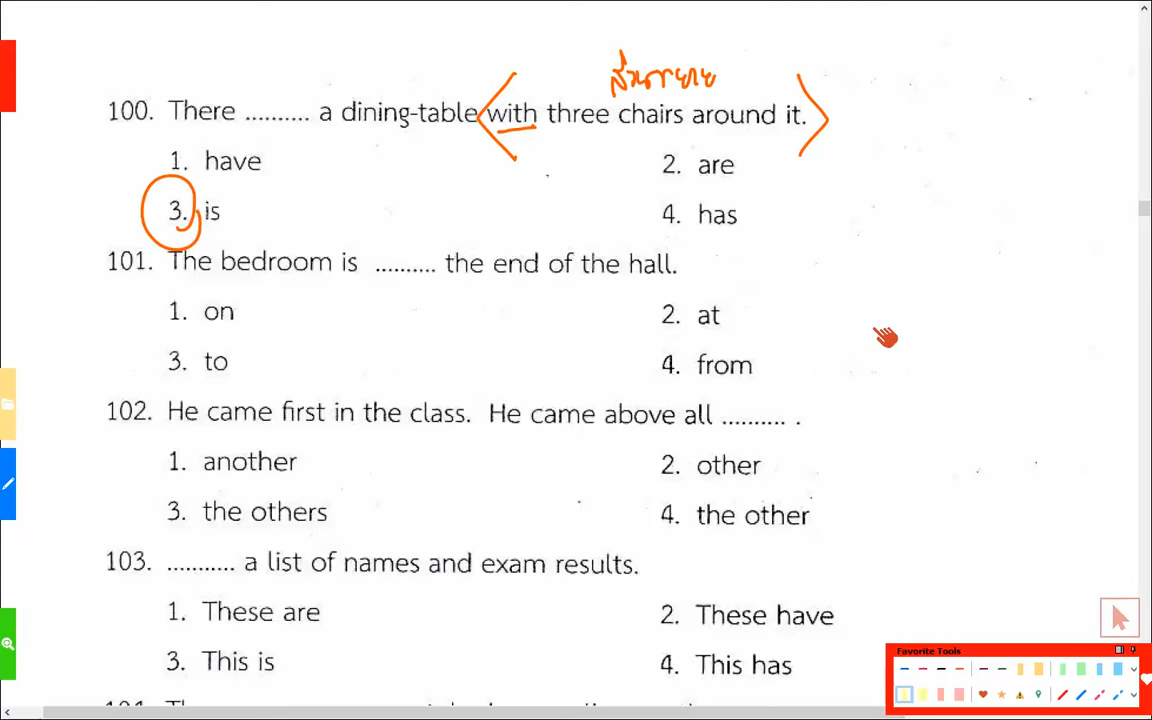 ส่วนขยาย
100. There .......... a dining-table with three chairs around it.
1. have 2. are
3. is 4. has
101. The bedroom is .......... the end of the hall.
1. on 2. at
3. to 4. from
102. He came first in the class. He came above all .......... .
1. another 2. other
3. the others 4. the other
103. ........... a list of names and exam results.
1. These are 2. These have
3. This is 4. This has
Favorite Tools